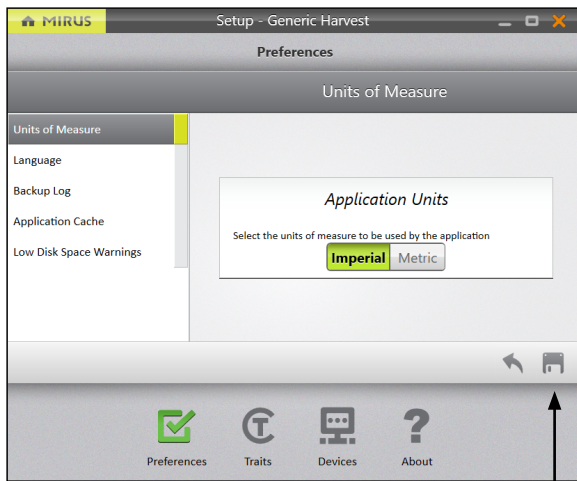 MIRUS
Setup - Generic Harvest
Preferences
Units of Measure
Units of Measure
Language
Backup Log
Application Cache
Low Disk Space Warnings
Application Units
Select the units of measure to be used by the application
Imperial Metric
Preferences Traits Devices About